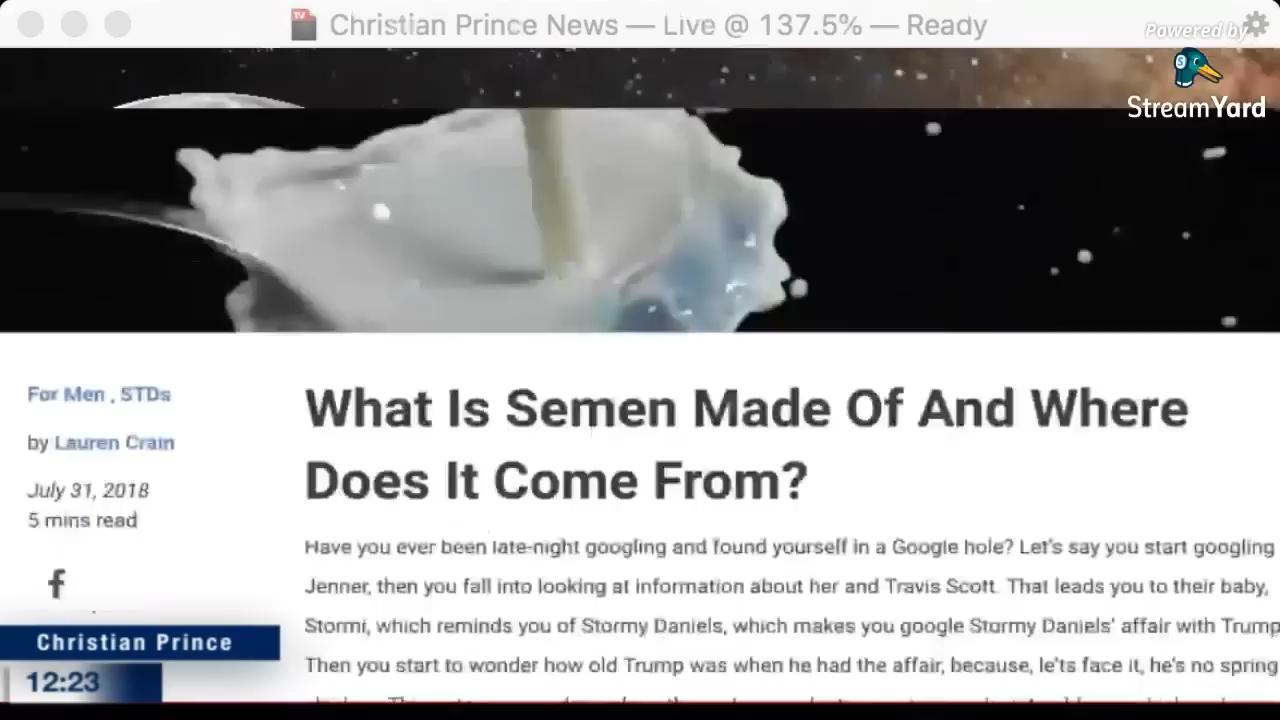 Christian Prince News — Live @ 137.5% — Ready
Powered by
StreamYard
For Men , STDs
by Lauren Crain
July 31, 2018
5 mins read
What Is Semen Made Of And Where
Does It Come From?
Have you ever been late-night googling and found yourself in a Google hole? Let's say you start googling
Jenner, then you fall into looking at information about her and Travis Scott. That leads you to their baby,
Stormi, which reminds you of Stormy Daniels, which makes you google Stormy Daniels' affair with Trump
Then you start to wonder how old Trump was when he had the affair, because, le'ts face it, he's no spring
Christian Prince
12:23